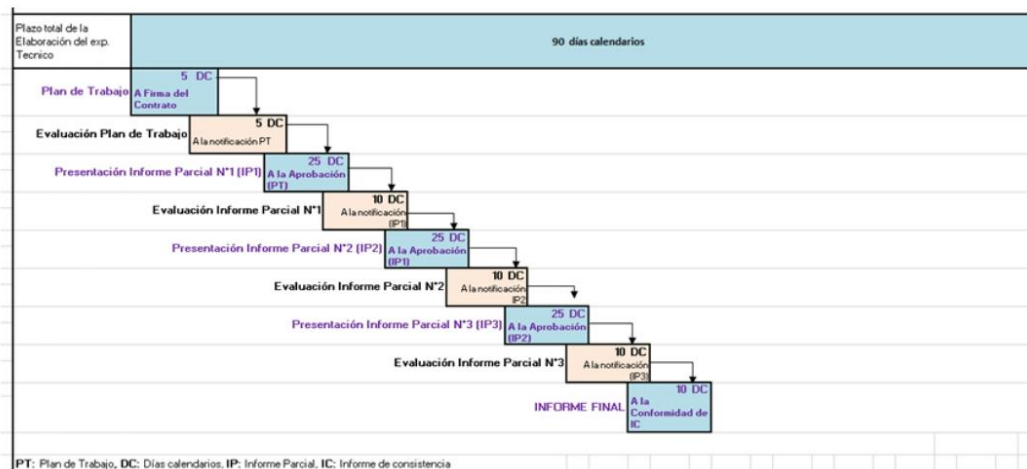 Plazo total de la
Elaboración del exp.
Tecnico
90 días calendarios
5 DC
Plan de Trabajo
A Firma del
Contrato
5 DC
Evaluación Plan de Trabajo
A la notificación PT
25 DC
Presentación Informe Parcial N°1 (IP1)
A la Aprobación
(PT)
10 DC
Evaluación Informe Parcial N°1
A la notificación
(IP1)
25 DC
Presentación Informe Parcial N°2 (IP2)
A la Aprobación
(IP1)
10 DC
Evaluación Informe Parcial N°2
A la notificación
IP2
25 DC
Presentación Informe Parcial N°3 (IP3)
A la Aprobación
(IP2)
10 DC
Evaluación Informe Parcial N°3
A la notificación
(IP3)
10 DC
INFORME FINAL
A la
Conformidad de
IC
PT: Plan de Trabajo, DC: Días calendarios, IP: Informe Parcial, IC: Informe de consistencia